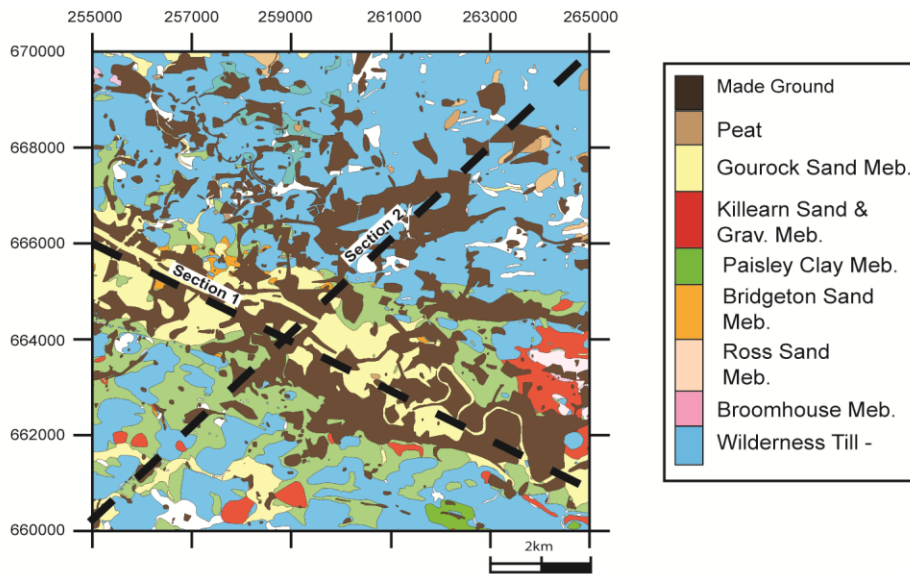 255000 257000 259000 261000 263000 265000
670000
668000
666000
664000
662000
660000
Section 1
Section 2
2km
Made Ground
Peat
Gourock Sand Meb.
Killearn Sand &
Grav. Meb.
Paisley Clay Meb.
Bridgeton Sand
Meb.
Ross Sand
Meb.
Broomhouse Meb.
Wilderness Till -